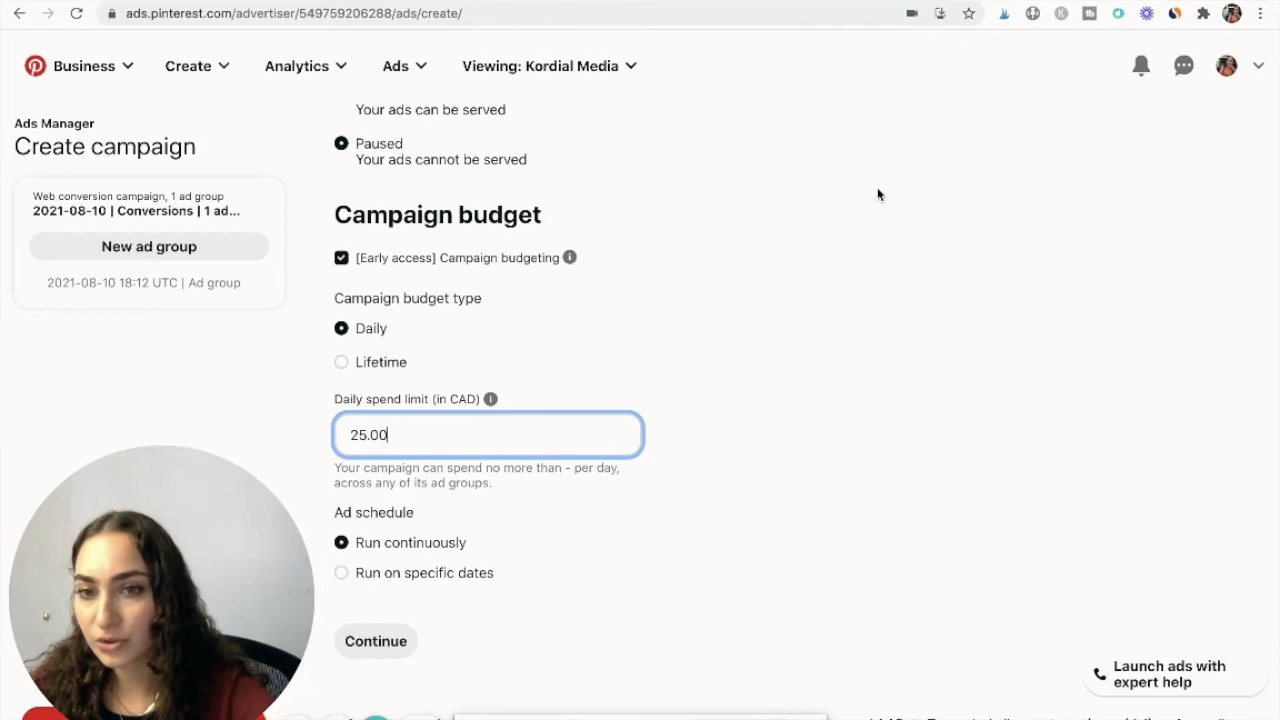 ads.pinterest.com/advertiser/549759206288/ads/create/
Business Create Analytics Ads Viewing: Kordial Media
Ads Manager
Create campaign
Web conversion campaign, 1 ad group
2021-08-10 | Conversions | 1 ad...
New ad group
2021-08-10 18:12 UTC | Ad group
Your ads can be served
Paused
Your ads cannot be served
Campaign budget
[Early access] Campaign budgeting
Campaign budget type
Daily
Lifetime
Daily spend limit (in CAD)
25.00
Your campaign can spend no more than - per day,
across any of its ad groups.
Ad schedule
Run continuously
Run on specific dates
Continue
Launch ads with
expert help